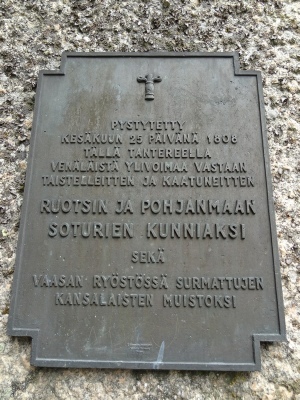 PYSTYTETTY
KESÄKUUN 25 PÄIVÄNÄ 1808
TÄLLÄ TANTEREELLA
VENÄLÄISTÄ YLIVOIMAA VASTAAN
TAISTELLEITTEN JA KAATUNEITTEN
RUOTSIN JA POHJANMAAN
SOTURIEN KUNNIAKSI
SEKÄ
VAASAN RYÖSTÖSSÄ SURMATTUJEN
KANSALAISTEN MUISTOKSI